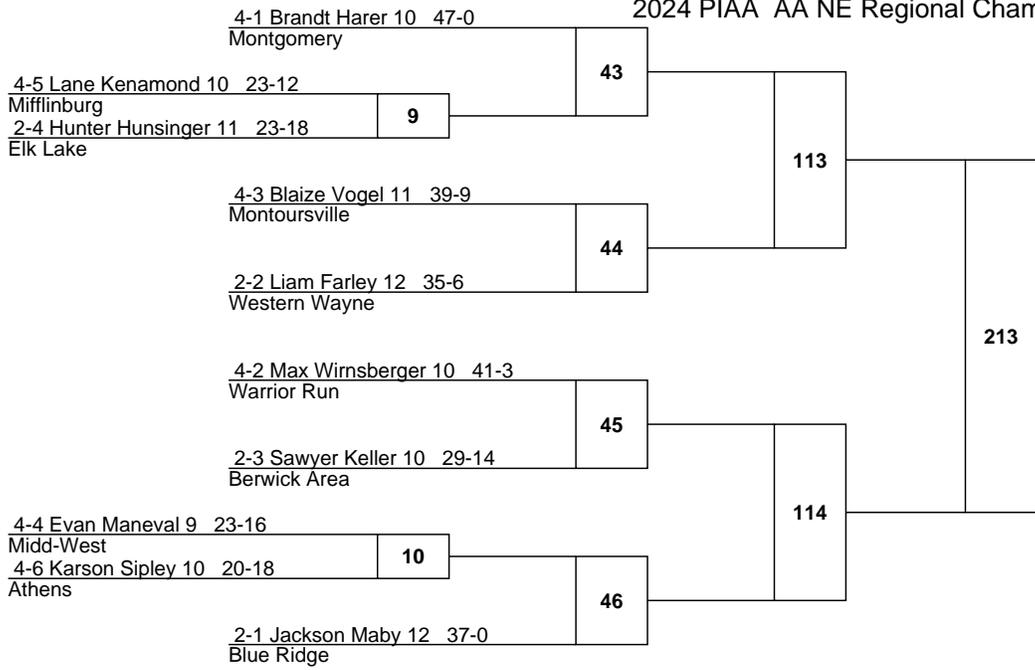 2024 PIAA AA NE Regional Cham
4-1 Brandt Harer 10 47-0
Montgomery
43
4-5 Lane Kenamond 10 23-12
Mifflinburg
9
2-4 Hunter Hunsinger 11 23-18
Elk Lake
113
4-3 Blaize Vogel 11 39-9
Montoursville
44
2-2 Liam Farley 12 35-6
Western Wayne
213
4-2 Max Wirnsberger 10 41-3
Warrior Run
45
2-3 Sawyer Keller 10 29-14
Berwick Area
114
4-4 Evan Maneval 9 23-16
Midd-West
10
4-6 Karson Sipley 10 20-18
Athens
46
2-1 Jackson Maby 12 37-0
Blue Ridge